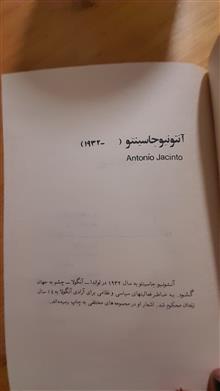 آنتونیو جاسینتو (      -۱۹۳۲)
Antonio Jacinto
آنتونیو جاسینتو به سال ۱۹۳۲ در لواندا - آنگولا - چشم به جهان
گشود. به خاطر فعالیتهای سیاسی و نظامی برای آزادی آنگولا به ۱۴ سال
زندان محکوم شد. اشعار او در مجموعه‌های مختلفی به چاپ رسیده‌اند.